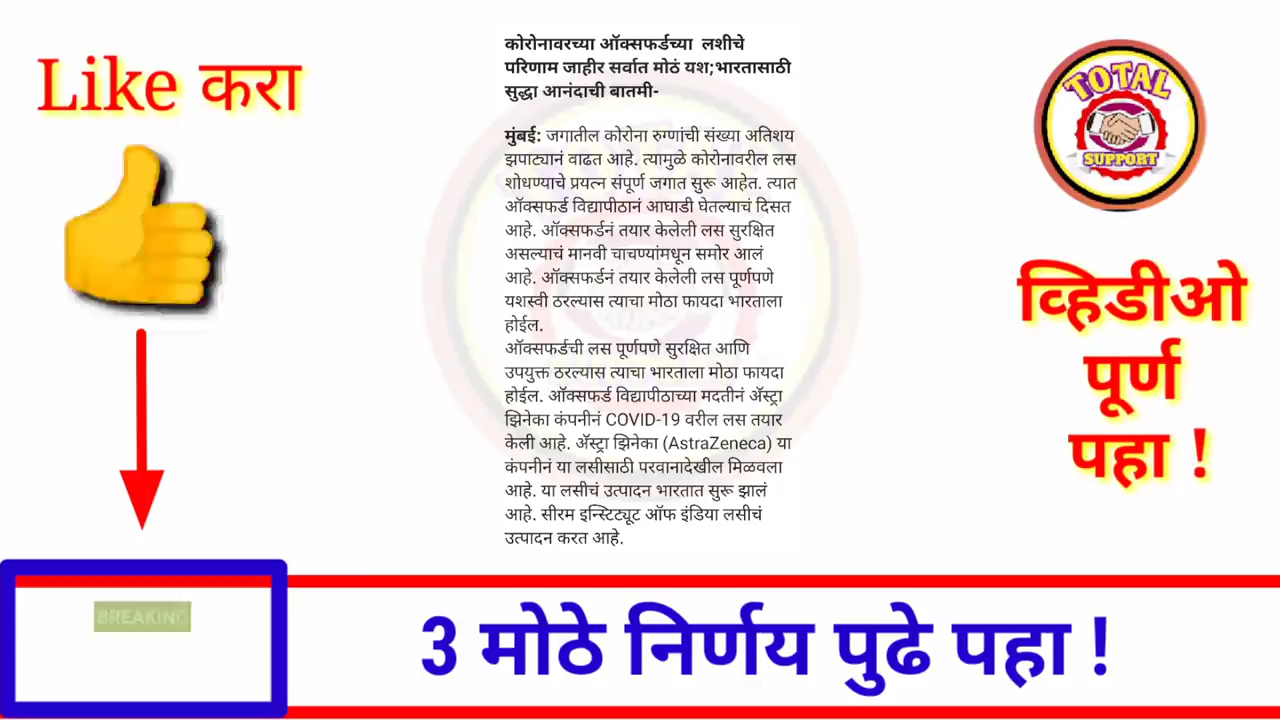 Like करा
कोरोनावरच्या ऑक्सफर्डच्या लशीचे
परिणाम जाहीर सर्वात मोठं यश;भारतासाठी
सुद्धा आनंदाची बातमी-
मुंबई: जगातील कोरोना रुग्णांची संख्या अतिशय
झपाट्यानं वाढत आहे. त्यामुळे कोरोनावरील लस
शोधण्याचे प्रयत्न संपूर्ण जगात सुरू आहेत. त्यात
ऑक्सफर्ड विद्यापीठानं आघाडी घेतल्याचं दिसत
आहे. ऑक्सफर्डनं तयार केलेली लस सुरक्षित
असल्याचं मानवी चाचण्यांमधून समोर आलं
आहे. ऑक्सफर्डनं तयार केलेली लस पूर्णपणे
यशस्वी ठरल्यास त्याचा मोठा फायदा भारताला
होईल.
ऑक्सफर्डची लस पूर्णपणे सुरक्षित आणि
उपयुक्त ठरल्यास त्याचा भारताला मोठा फायदा
होईल. ऑक्सफर्ड विद्यापीठाच्या मदतीनं ॲस्ट्रा
झिनेका कंपनीनं COVID-19 वरील लस तयार
केली आहे. ॲस्ट्रा झिनेका (AstraZeneca) या
कंपनीनं या लसीसाठी परवानादेखील मिळवला
आहे. या लसीचं उत्पादन भारतात सुरू झालं
आहे. सीरम इन्स्टिट्यूट ऑफ इंडिया लसीचं
उत्पादन करत आहे.
TOTAL
SUPPORT
व्हिडीओ
पूर्ण
पहा !
BREAKING
3 मोठे निर्णय पुढे पहा !